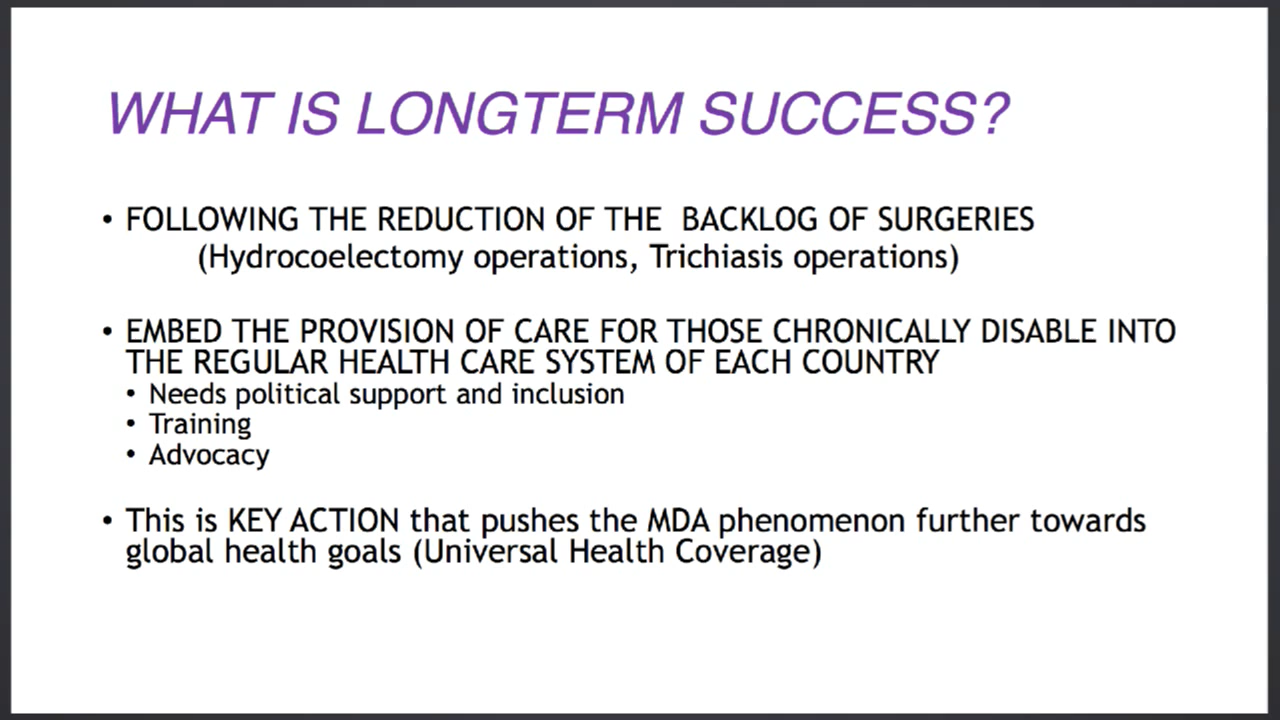 WHAT IS LONGTERM SUCCESS?
• FOLLOWING THE REDUCTION OF THE  BACKLOG OF SURGERIES
(Hydrocoelectomy operations, Trichiasis operations)
• EMBED THE PROVISION OF CARE FOR THOSE CHRONICALLY DISABLE INTO
THE REGULAR HEALTH CARE SYSTEM OF EACH COUNTRY
• Needs political support and inclusion
• Training
• Advocacy
• This is KEY ACTION that pushes the MDA phenomenon further towards
global health goals (Universal Health Coverage)